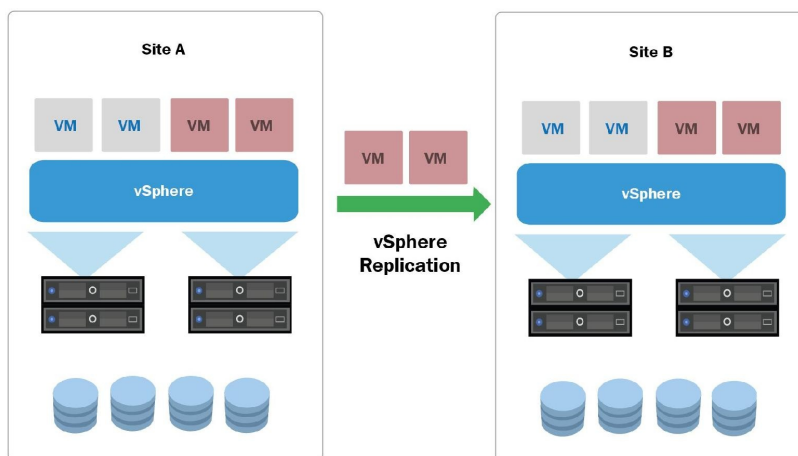 Site A
VM VM VM VM
vSphere
VM VM
vSphere
Replication
Site B
VM VM VM VM
vSphere